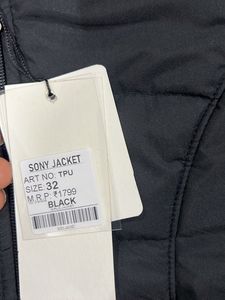 SONY JACKET
ART NO. TPU
SIZE: 32
M.R.P: ₹1799
BLACK